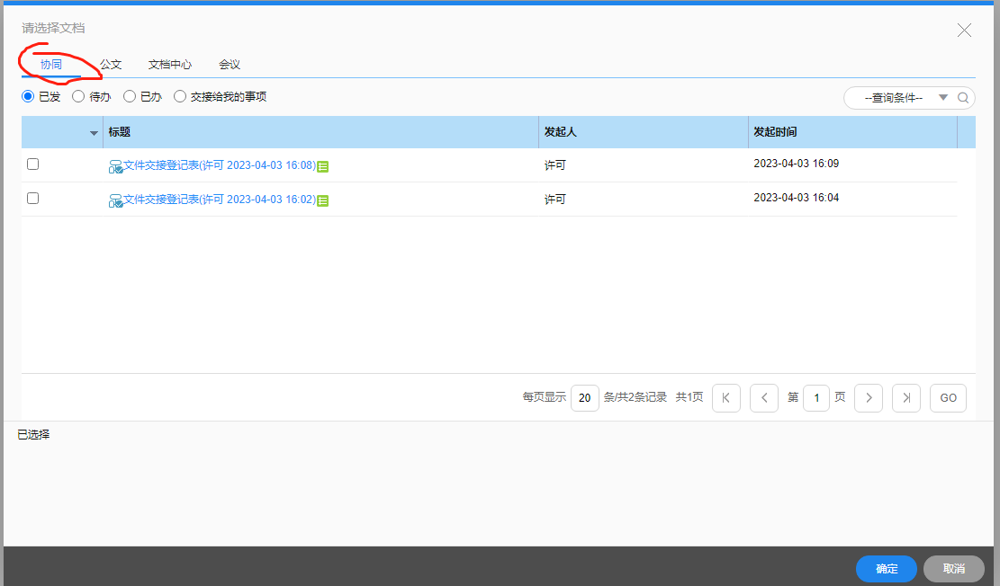 请选择文档
协同 公文 文档中心 会议
已发 待办 已办 交接给我的事项 --查询条件--
标题 发起人 发起时间
文件交接登记表(许可 2023-04-03 16:08) 许可 2023-04-03 16:09
文件交接登记表(许可 2023-04-03 16:02) 许可 2023-04-03 16:04
每页显示 20 条/共2条记录 共1页 第 1 页 GO
已选择
确定 取消